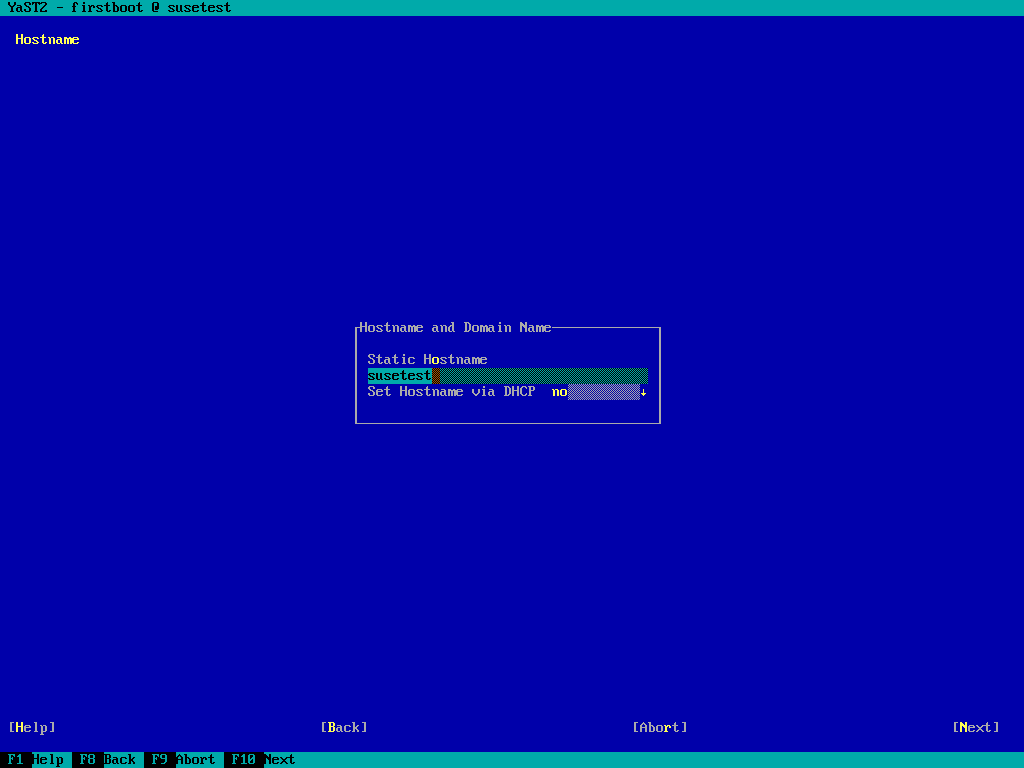 YaST2 - firstboot @ susetest
Hostname
Hostname and Domain Name
Static Hostname
susetest
Set Hostname via DHCP no↓
[Help] [Back] [Abort] [Next]
F1 Help F8 Back F9 Abort F10 Next